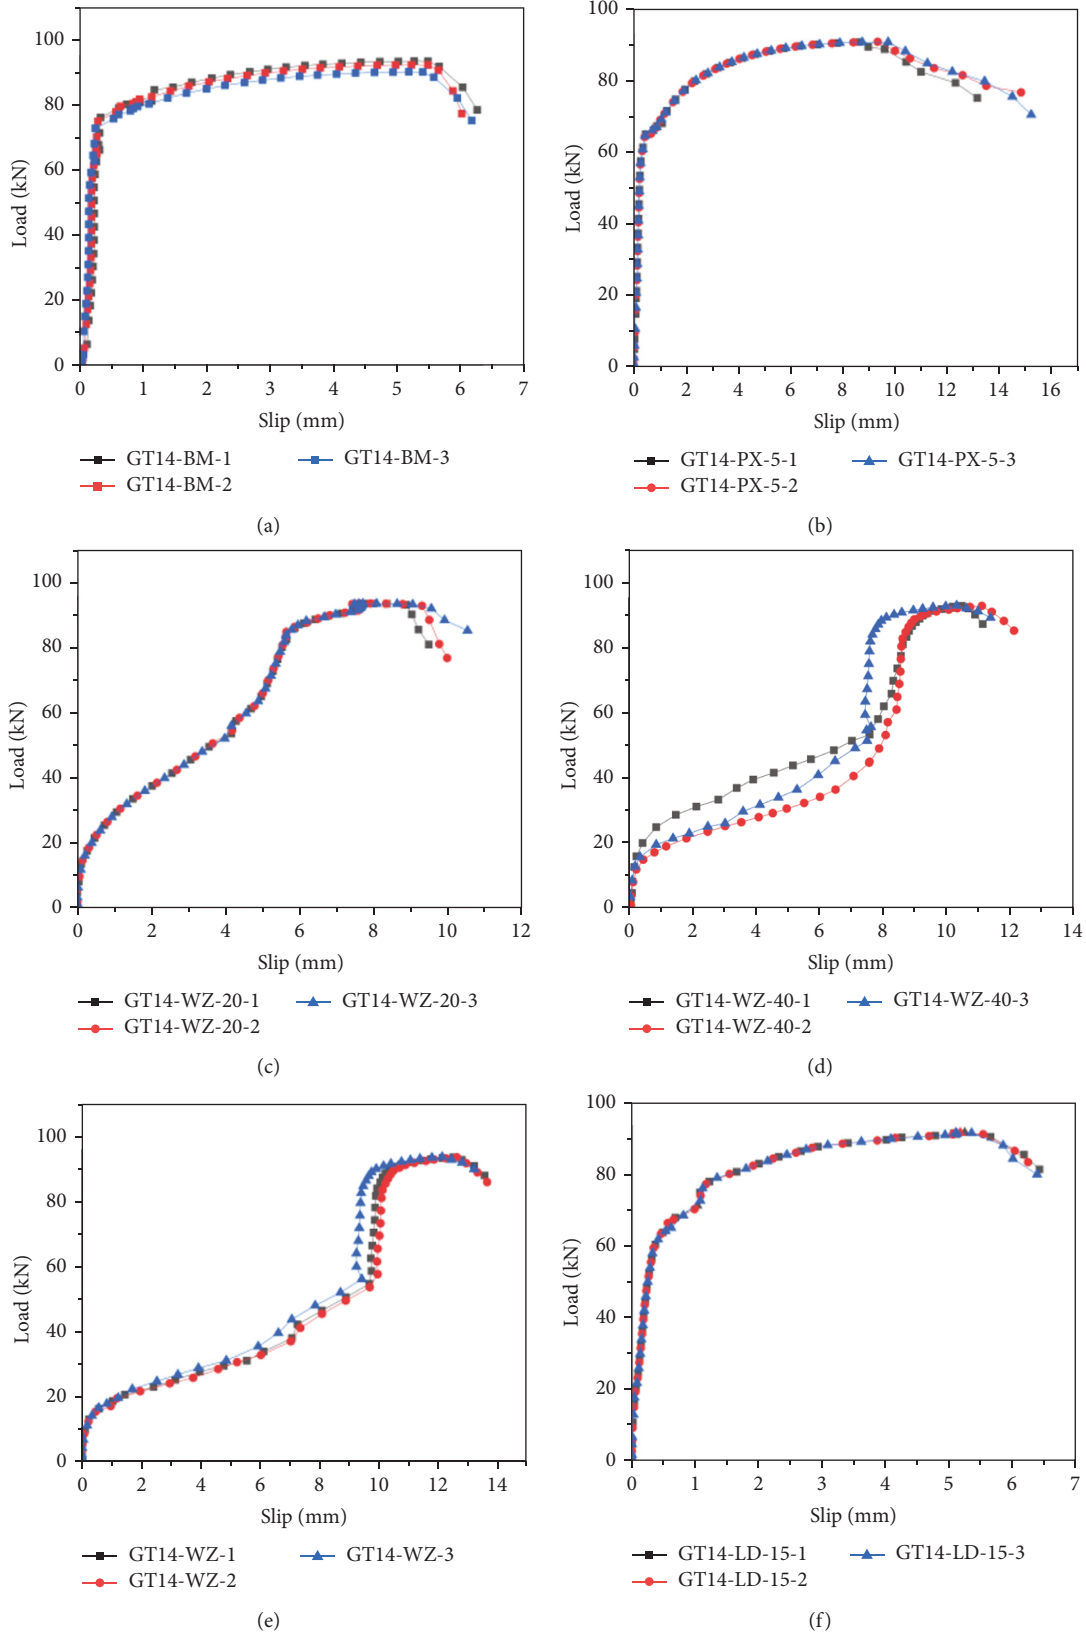 100
80
60
40
20
0
Load (kN)
0 1 2 3 4 5 6 7
Slip (mm)
GT14-BM-1 GT14-BM-3
GT14-BM-2
(a)
100
80
60
40
20
0
Load (kN)
0 2 4 6 8 10 12 14 16
Slip (mm)
GT14-PX-5-1 GT14-PX-5-3
GT14-PX-5-2
(b)
100
80
60
40
20
0
Load (kN)
0 2 4 6 8 10 12
Slip (mm)
GT14-WZ-20-1 GT14-WZ-20-3
GT14-WZ-20-2
(c)
100
80
60
40
20
0
Load (kN)
0 2 4 6 8 10 12 14
Slip (mm)
GT14-WZ-40-1 GT14-WZ-40-3
GT14-WZ-40-2
(d)
100
80
60
40
20
0
Load (kN)
0 2 4 6 8 10 12 14
Slip (mm)
GT14-WZ-1 GT14-WZ-3
GT14-WZ-2
(e)
100
80
60
40
20
0
Load (kN)
0 1 2 3 4 5 6 7
Slip (mm)
GT14-LD-15-1 GT14-LD-15-3
GT14-LD-15-2
(f)